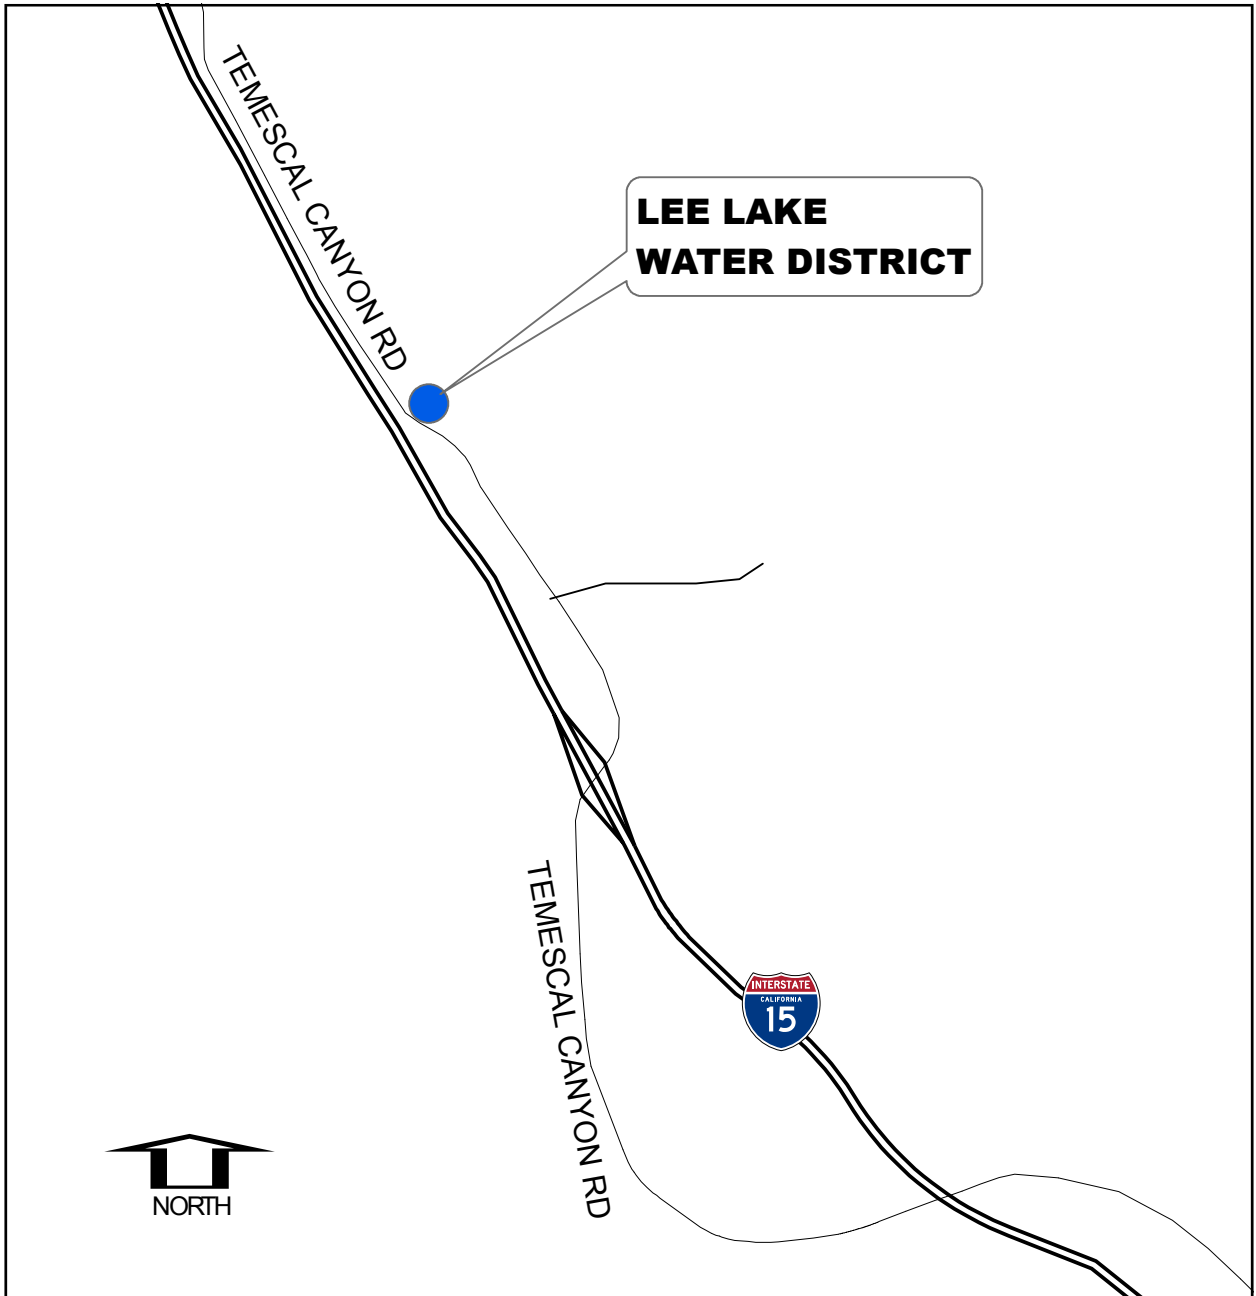 TEMESCAL CANYON RD
LEE LAKE
WATER DISTRICT
TEMESCAL CANYON RD
INTERSTATE
CALIFORNIA
15
NORTH